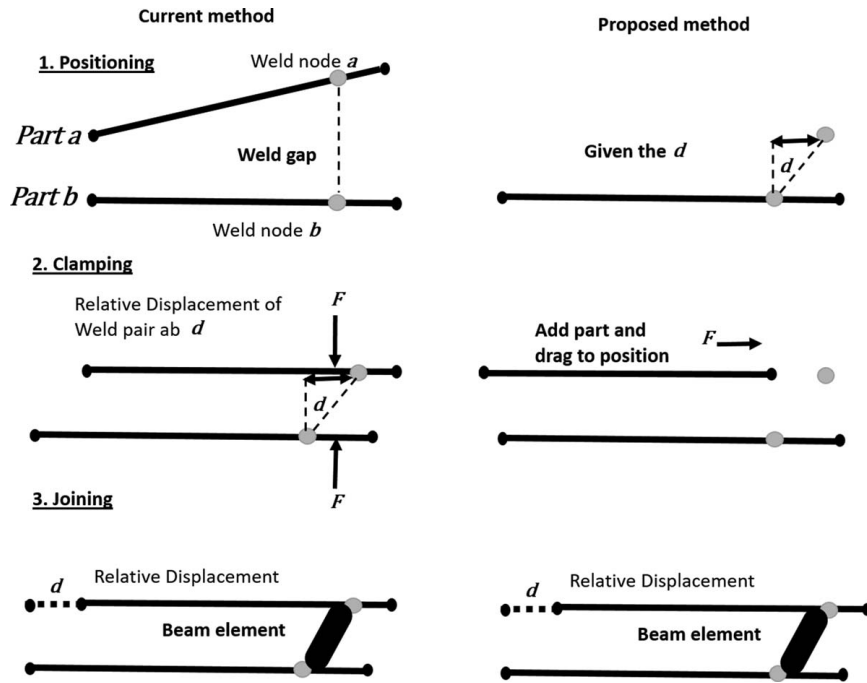 Current method
Proposed method
1. Positioning
Weld node a
Part a
Weld gap
Given the d
d
Part b
Weld node b
2. Clamping
Relative Displacement of
Weld pair ab d
F
d
F
Add part and
drag to position
F
3. Joining
d
Relative Displacement
Beam element
d
Relative Displacement
Beam element